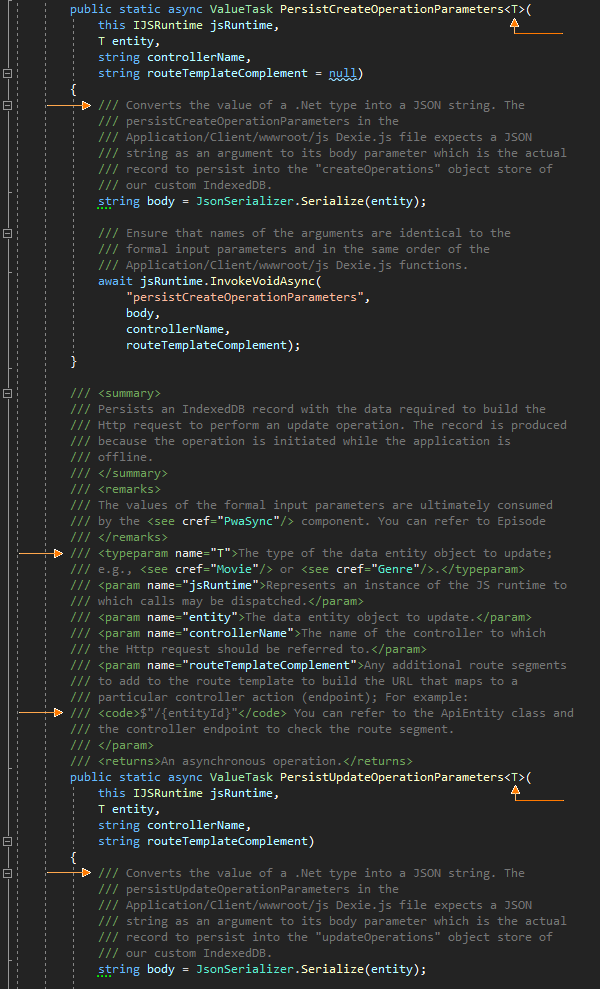 public static async ValueTask PersistCreateOperationParameters<T>(
this IJSRuntime jsRuntime,
T entity,
string controllerName,
string routeTemplateComplement = null)
{
/// Converts the value of a .Net type into a JSON string. The
/// persistCreateOperationParameters in the
/// Application/Client/wwwroot/js Dexie.js file expects a JSON
/// string as an argument to its body parameter which is the actual
/// record to persist into the "createOperations" object store of
/// our custom IndexedDB.
string body = JsonSerializer.Serialize(entity);
/// Ensure that names of the arguments are identical to the
/// formal input parameters and in the same order of the
/// Application/Client/wwwroot/js Dexie.js functions.
await jsRuntime.InvokeVoidAsync(
"persistCreateOperationParameters",
body,
controllerName,
routeTemplateComplement);
}
/// <summary>
/// Persists an IndexedDB record with the data required to build the
/// Http request to perform an update operation. The record is produced
/// because the operation is initiated while the application is
/// offline.
/// </summary>
/// <remarks>
/// The values of the formal input parameters are ultimately consumed
/// by the <see cref="PwaSync"/> component. You can refer to Episode
/// </remarks>
/// <typeparam name="T">The type of the data entity object to update;
/// e.g., <see cref="Movie"/> or <see cref="Genre"/>.</typeparam>
/// <param name="jsRuntime">Represents an instance of the JS runtime to
/// which calls may be dispatched.</param>
/// <param name="entity">The data entity object to update.</param>
/// <param name="controllerName">The name of the controller to which
/// the Http request should be referred to.</param>
/// <param name="routeTemplateComplement">Any additional route segments
/// to add to the route template to build the URL that maps to a
/// particular controller action (endpoint); For example:
/// <code>$"/{entityId}"</code> You can refer to the ApiEntity class and
/// the controller endpoint to check the route segment.
/// </param>
/// <returns>An asynchronous operation.</returns>
public static async ValueTask PersistUpdateOperationParameters<T>(
this IJSRuntime jsRuntime,
T entity,
string controllerName,
string routeTemplateComplement)
{
/// Converts the value of a .Net type into a JSON string. The
/// persistUpdateOperationParameters in the
/// Application/Client/wwwroot/js Dexie.js file expects a JSON
/// string as an argument to its body parameter which is the actual
/// record to persist into the "updateOperations" object store of
/// our custom IndexedDB.
string body = JsonSerializer.Serialize(entity);